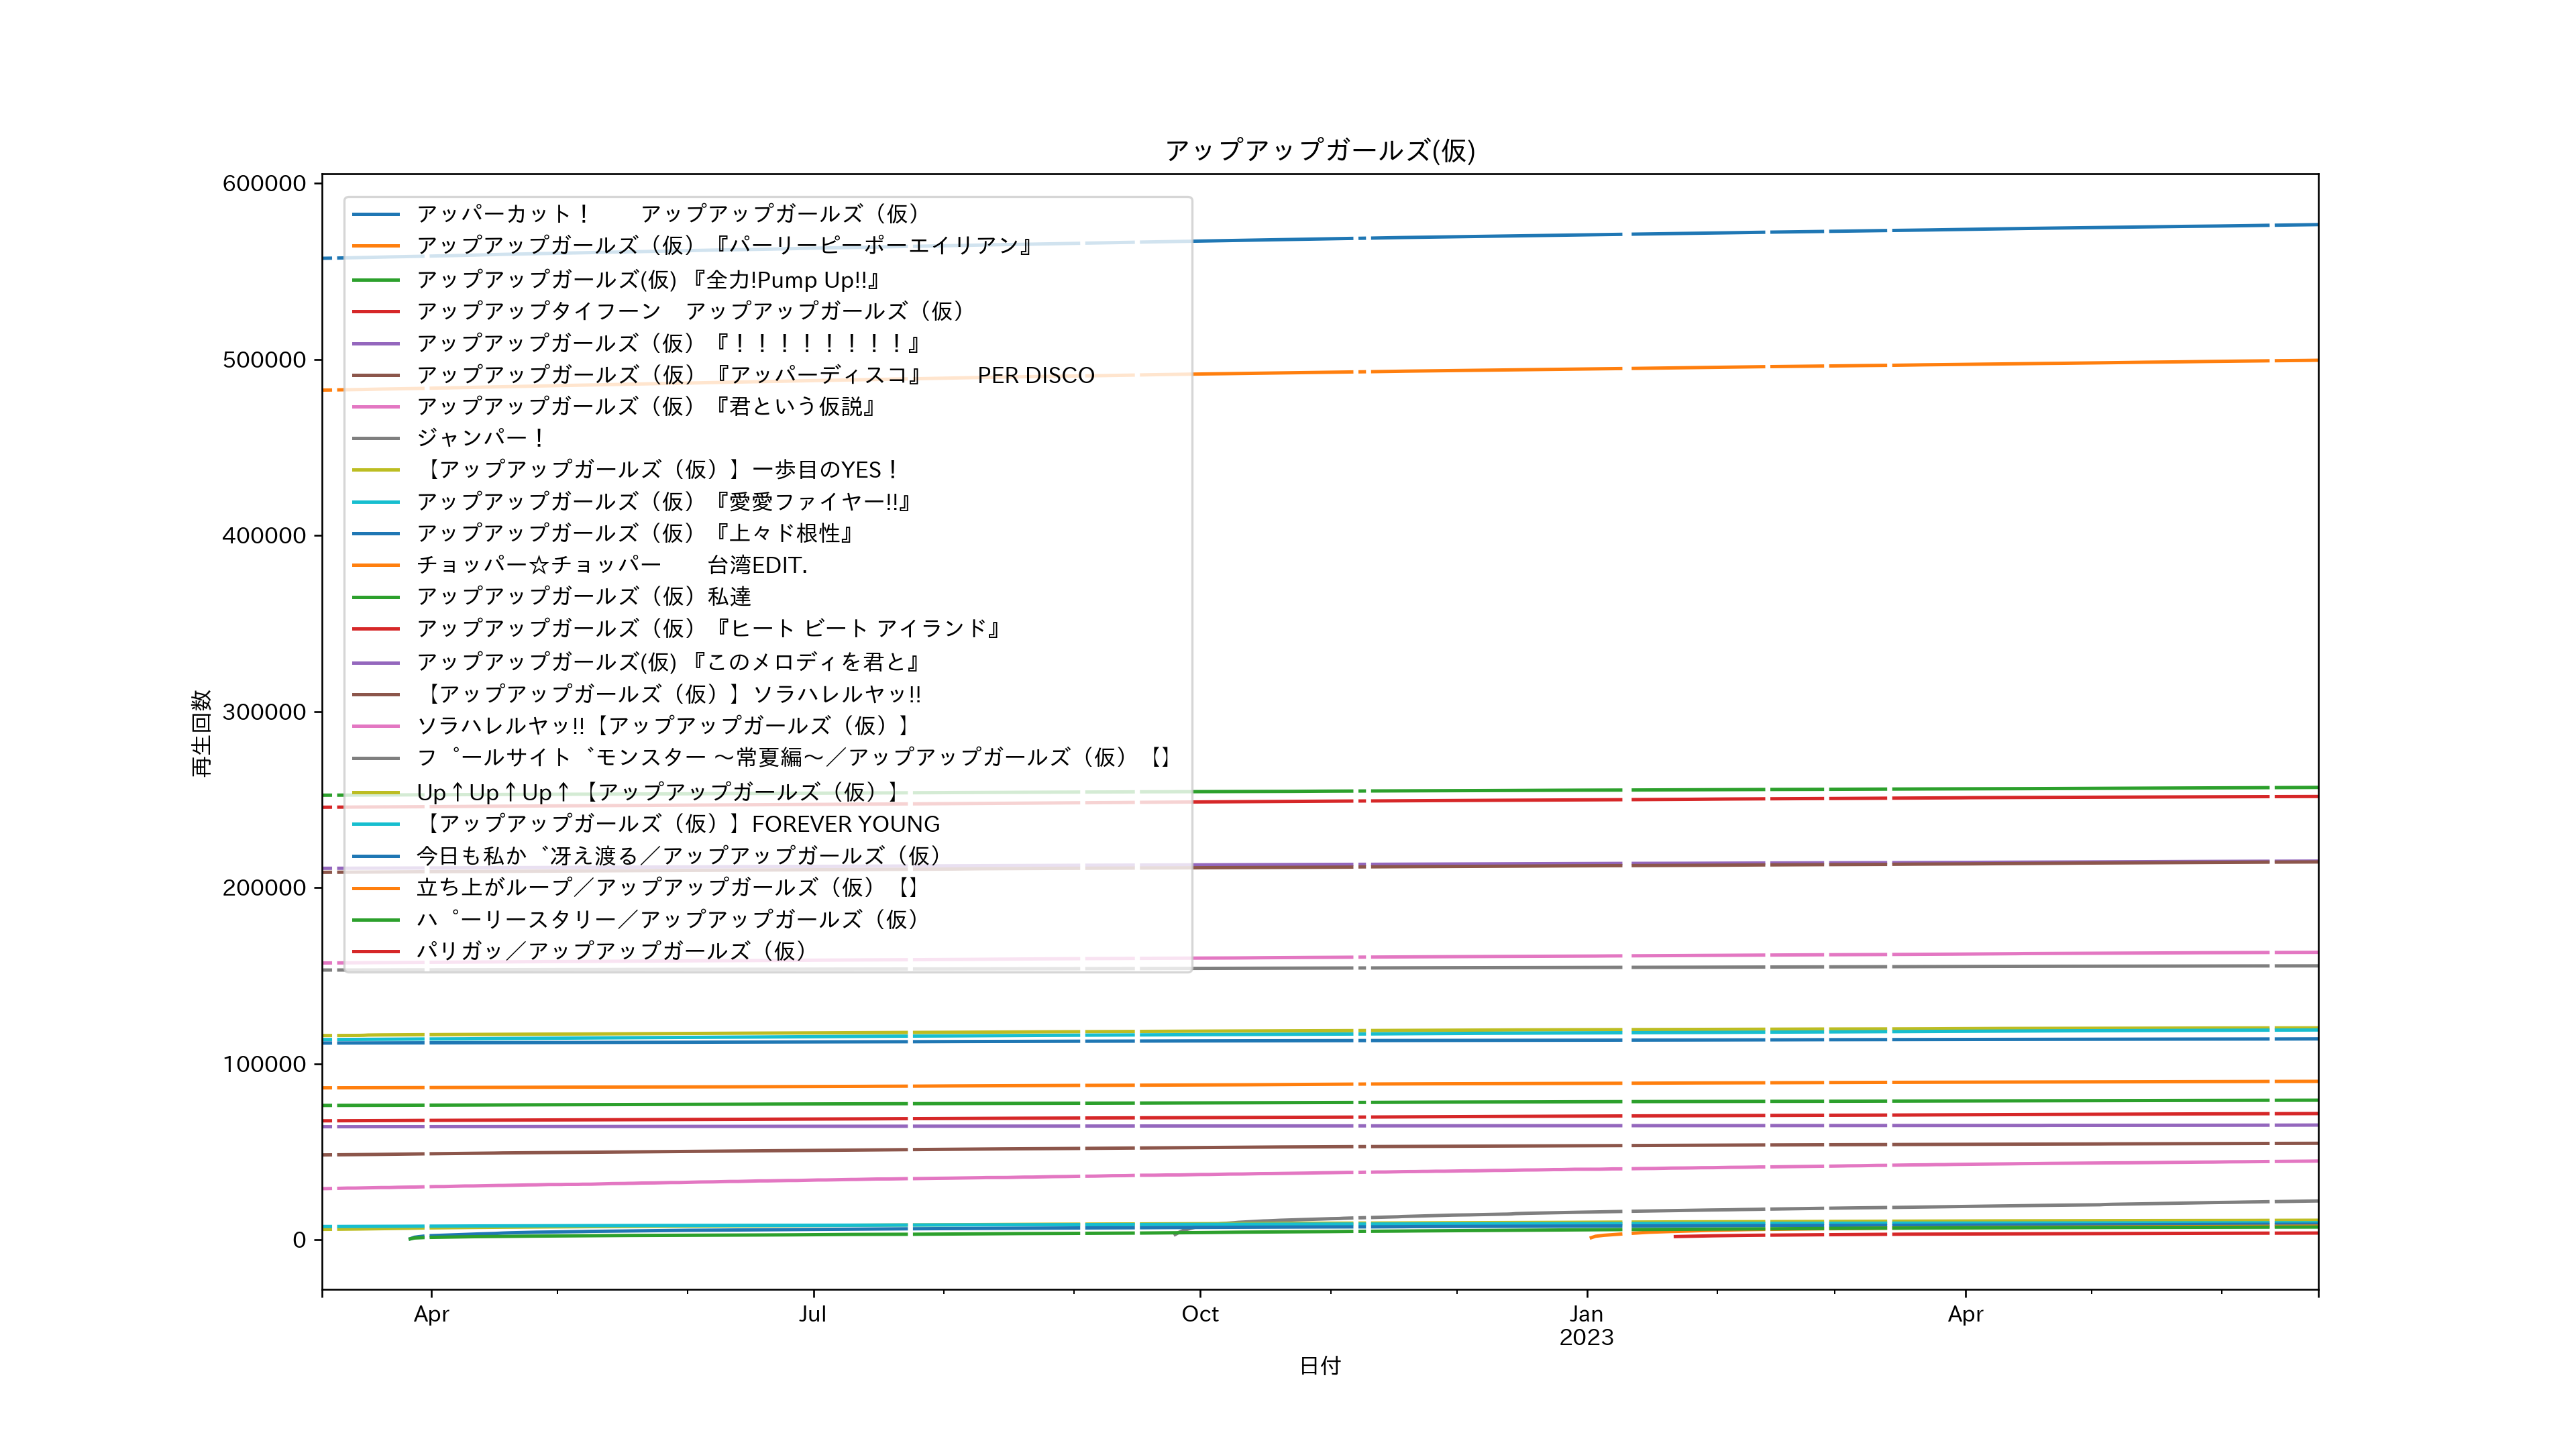 アップアップガールズ(仮)
600000
500000
400000
300000
200000
100000
0
再生回数
アッパーカット！　　アップアップガールズ（仮）
アップアップガールズ（仮）『パーリーピーポーエイリアン』
アップアップガールズ(仮) 『全力!Pump Up!!』
アップアップタイフーン　アップアップガールズ（仮）
アップアップガールズ（仮）『！！！！！！！！』
アップアップガールズ（仮）『アッパーディスコ』　　PER DISCO
アップアップガールズ（仮）『君という仮説』
ジャンパー！
【アップアップガールズ（仮）】一歩目のYES！
アップアップガールズ（仮）『愛愛ファイヤー!!』
アップアップガールズ（仮）『上々ド根性』
チョッパー☆チョッパー　　台湾EDIT.
アップアップガールズ（仮）私達
アップアップガールズ（仮）『ヒート ビート アイランド』
アップアップガールズ(仮) 『このメロディを君と』
【アップアップガールズ（仮）】ソラハレルヤッ!!
ソラハレルヤッ!!【アップアップガールズ（仮）】
フ゜ールサイト゛モンスター ～常夏編～／アップアップガールズ（仮）【】
Up↑Up↑Up↑【アップアップガールズ（仮）】
【アップアップガールズ（仮）】FOREVER YOUNG
今日も私か゛冴え渡る／アップアップガールズ（仮）
立ち上がループ／アップアップガールズ（仮）【】
ハ゜ーリースタリー／アップアップガールズ（仮）
パリガッ／アップアップガールズ（仮）
Apr
Jul
Oct
Jan
2023
Apr
日付